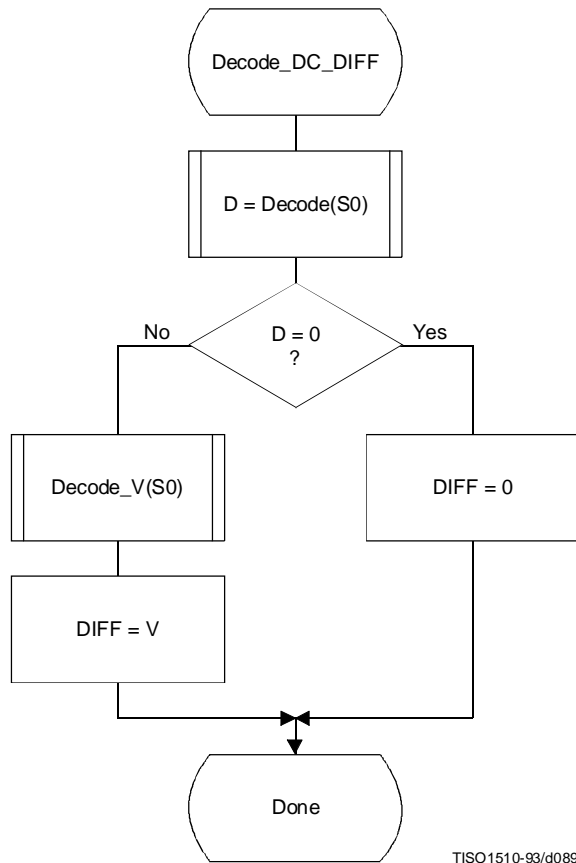 Decode_DC_DIFF
D = Decode(S0)
No
D = 0
?
Yes
Decode_V(S0)
DIFF = 0
DIFF = V
Done
TISO1510-93/d089